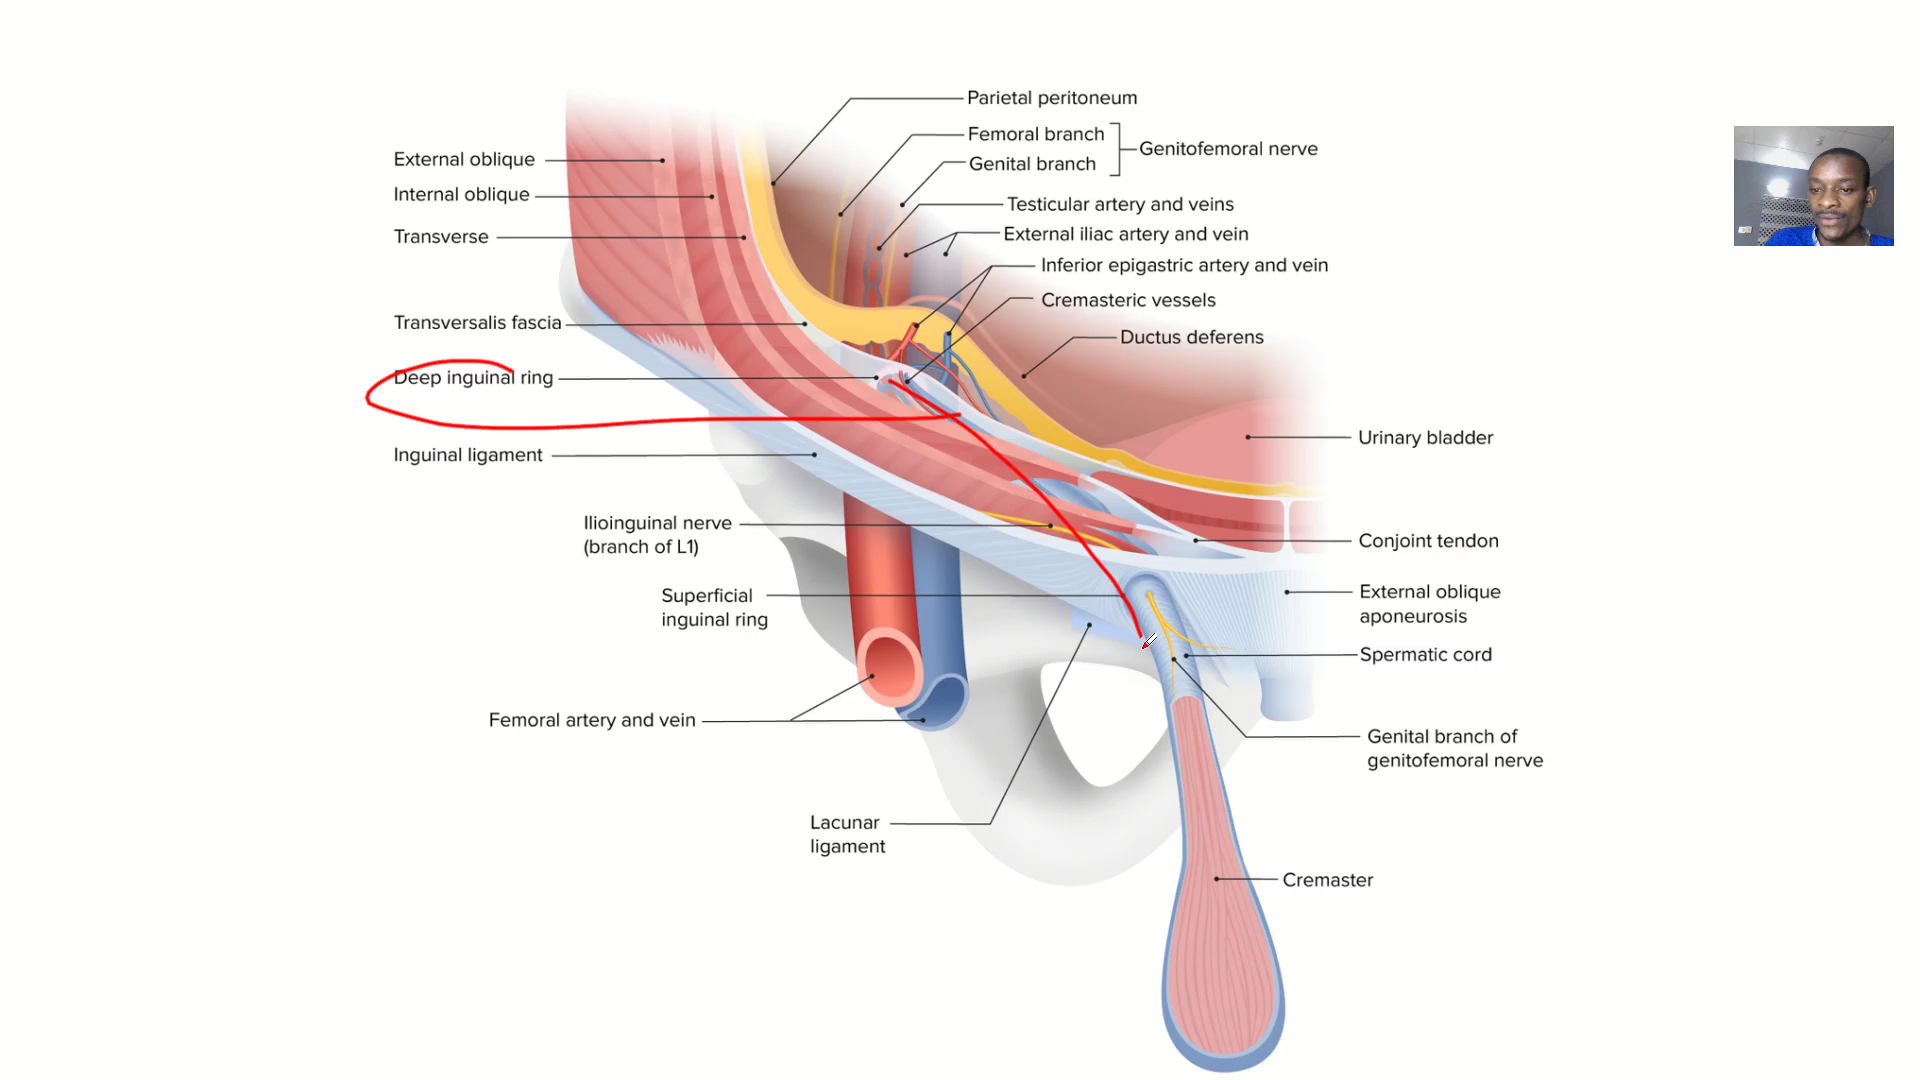 Parietal peritoneum
Femoral branch
Genital branch
Genitofemoral nerve
External oblique
Internal oblique
Testicular artery and veins
Transverse
External iliac artery and vein
Inferior epigastric artery and vein
Cremasteric vessels
Transversalis fascia
Ductus deferens
Deep inguinal ring
Urinary bladder
Inguinal ligament
Ilioinguinal nerve
(branch of L1)
Conjoint tendon
Superficial
inguinal ring
External oblique
aponeurosis
Spermatic cord
Femoral artery and vein
Genital branch of
genitofemoral nerve
Lacunar
ligament
Cremaster